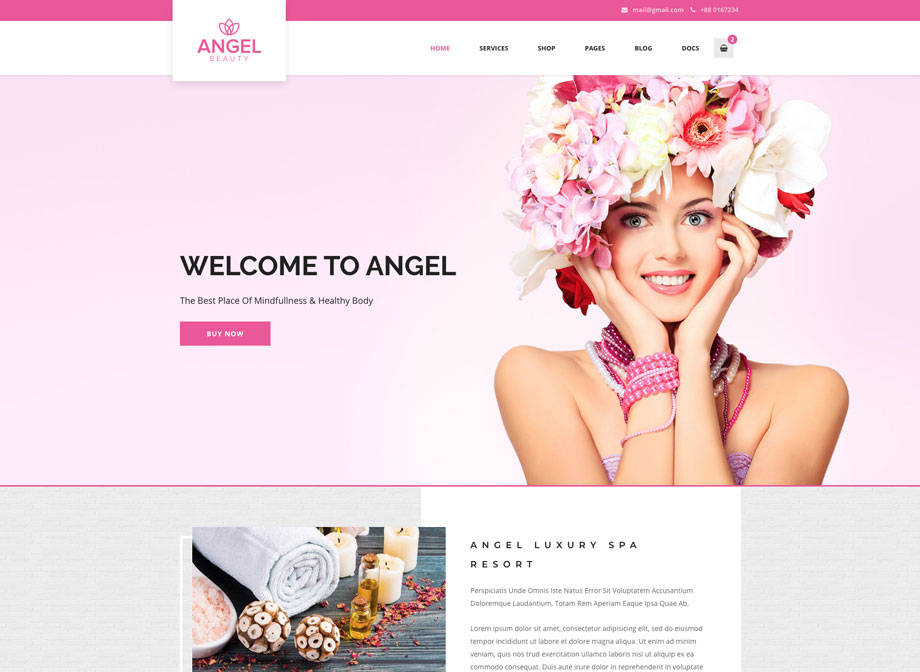 mail@gmail.com +88 0167234
ANGEL
BEAUTY
HOME SERVICES SHOP PAGES BLOG DOCS
2
WELCOME TO ANGEL
The Best Place Of Mindfullness & Healthy Body
BUY NOW
ANGEL LUXURY SPA
RESORT
Perspiciatis Unde Omnis Iste Natus Error Sit Voluptatem Accusantium
Doloremque Laudantium, Totam Rem Aperiam Eaque Ipsa Quae Ab.
Lorem ipsum dolor sit amet, consectetur adipisicing elit, sed do eiusmod
tempor incididunt ut labore et dolore magna aliqua. Ut enim ad minim
veniam, quis nos trud exercitation ullamco laboris nisi ut aliquip ex ea
commodo consequat. Duis aute irure dolor in reprehenderit in voluptate